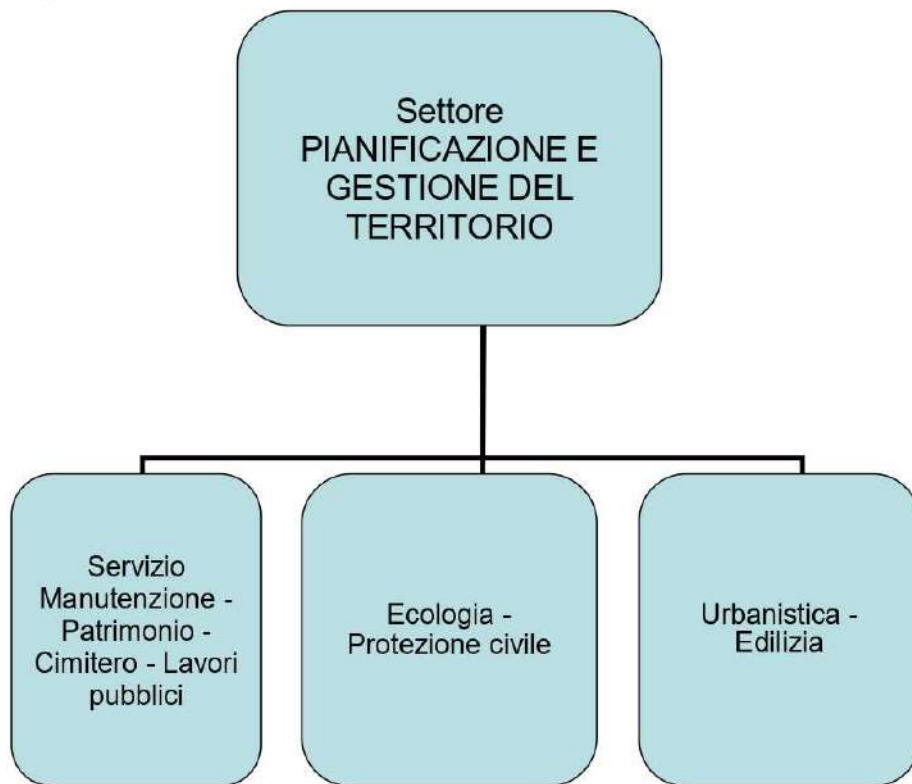 Settore
PIANIFICAZIONE E
GESTIONE DEL
TERRITORIO
Servizio
Manutenzione -
Patrimonio -
Cimitero - Lavori
pubblici
Ecologia -
Protezione civile
Urbanistica -
Edilizia